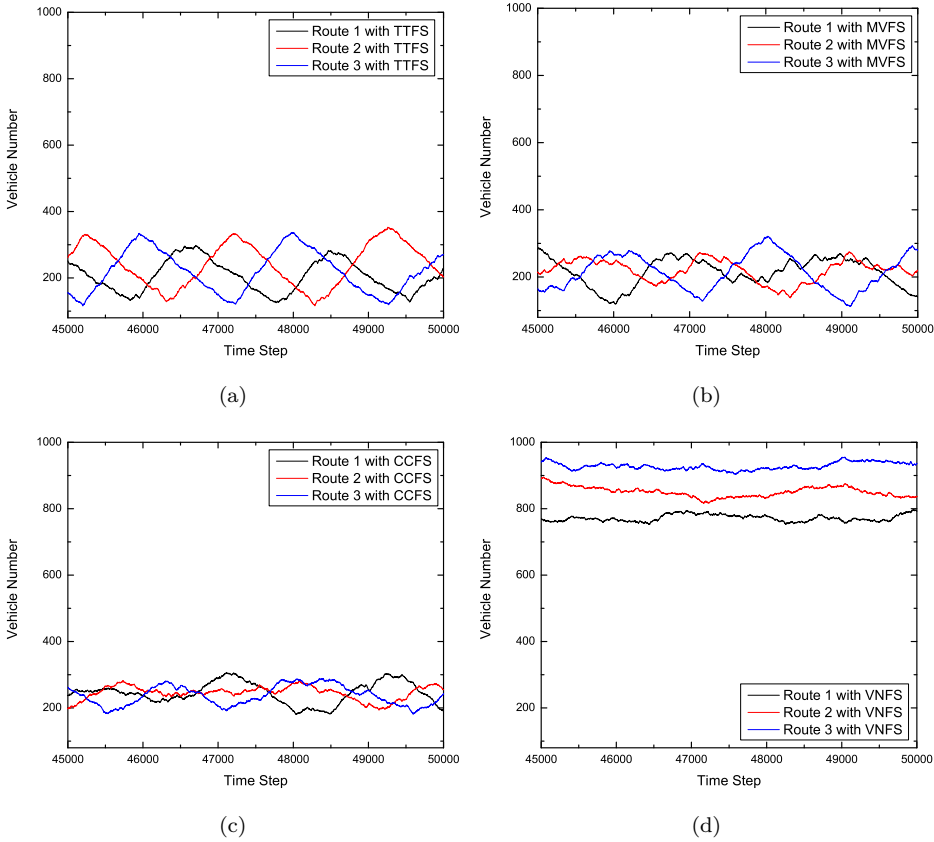 1000
800
600
400
200
Vehicle Number
Route 1 with TTFS
Route 2 with TTFS
Route 3 with TTFS
45000 46000 47000 48000 49000 50000
Time Step
(a)
1000
800
600
400
200
Vehicle Number
Route 1 with MVFS
Route 2 with MVFS
Route 3 with MVFS
45000 46000 47000 48000 49000 50000
Time Step
(b)
1000
800
600
400
200
Vehicle Number
Route 1 with CCFS
Route 2 with CCFS
Route 3 with CCFS
45000 46000 47000 48000 49000 50000
Time Step
(c)
1000
800
600
400
200
Vehicle Number
Route 1 with VNFS
Route 2 with VNFS
Route 3 with VNFS
45000 46000 47000 48000 49000 50000
Time Step
(d)